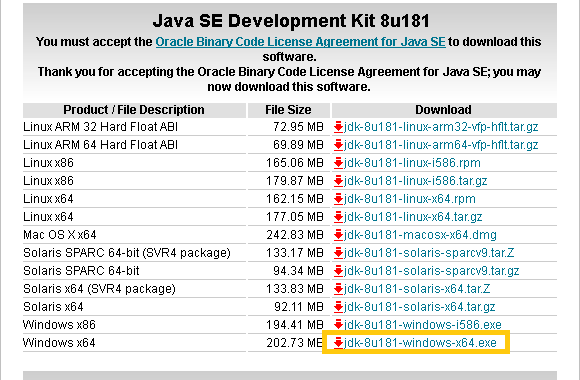 Java SE Development Kit 8u181
You must accept the Oracle Binary Code License Agreement for Java SE to download this
software.
Thank you for accepting the Oracle Binary Code License Agreement for Java SE; you may
now download this software.
Product / File Description File Size Download
Linux ARM 32 Hard Float ABI 72.95 MB jdk-8u181-linux-arm32-vfp-hflt.tar.gz
Linux ARM 64 Hard Float ABI 69.89 MB jdk-8u181-linux-arm64-vfp-hflt.tar.gz
Linux x86 165.06 MB jdk-8u181-linux-i586.rpm
Linux x86 179.87 MB jdk-8u181-linux-i586.tar.gz
Linux x64 162.15 MB jdk-8u181-linux-x64.rpm
Linux x64 177.05 MB jdk-8u181-linux-x64.tar.gz
Mac OS X x64 242.83 MB jdk-8u181-macosx-x64.dmg
Solaris SPARC 64-bit (SVR4 package) 133.17 MB jdk-8u181-solaris-sparcv9.tar.Z
Solaris SPARC 64-bit 94.34 MB jdk-8u181-solaris-sparcv9.tar.gz
Solaris x64 (SVR4 package) 133.83 MB jdk-8u181-solaris-x64.tar.Z
Solaris x64 92.11 MB jdk-8u181-solaris-x64.tar.gz
Windows x86 194.41 MB jdk-8u181-windows-i586.exe
Windows x64 202.73 MB jdk-8u181-windows-x64.exe